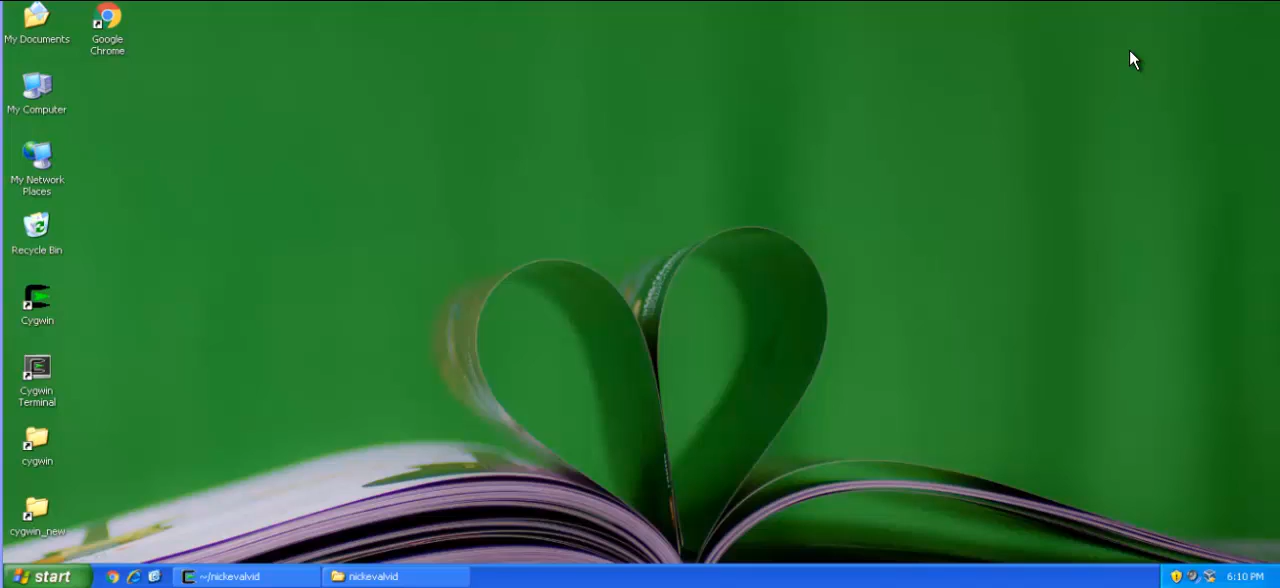 My Documents
Google
Chrome
My Computer
My Network
Places
Recycle Bin
Cygwin
Cygwin
Terminal
cygwin
cygwin_new
start
~/nickevalvid
nickevalvid
6:10 PM